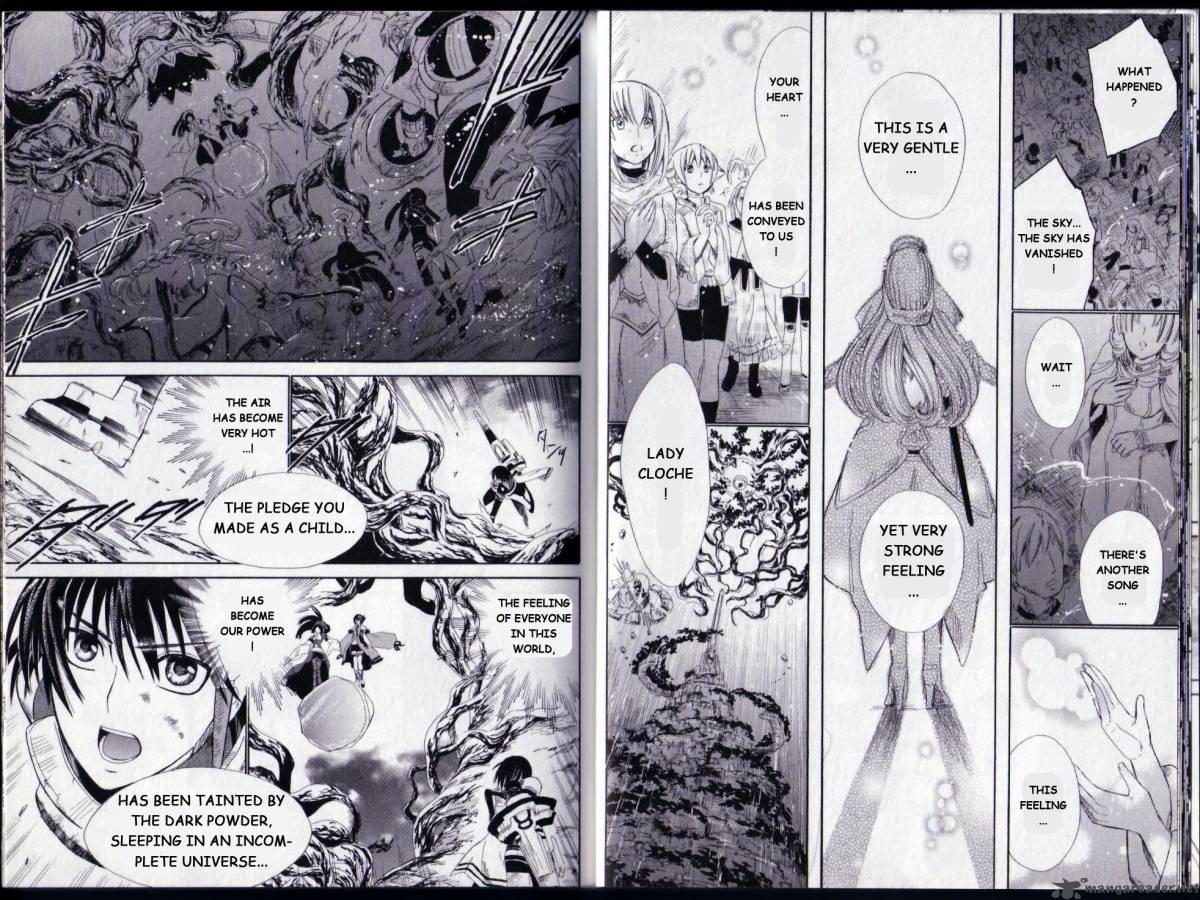 WHAT
HAPPENED
?
THE SKY...
THE SKY HAS
VANISHED
!
WAIT
...
THERE'S
ANOTHER
SONG
...
THIS
FEELING
...
THIS IS A
VERY GENTLE
...
YET VERY
STRONG
FEELING
...
YOUR
HEART
...
HAS BEEN
CONVEYED
TO US
!
LADY
CLOCHE
!
THE AIR
HAS BECOME
VERY HOT
...!
THE PLEDGE YOU
MADE AS A CHILD...
THE FEELING
OF EVERYONE
IN THIS
WORLD,
HAS
BECOME
OUR POWER
!
HAS BEEN TAINTED BY
THE DARK POWDER,
SLEEPING IN AN INCOM-
PLETE UNIVERSE...
mangareader.net